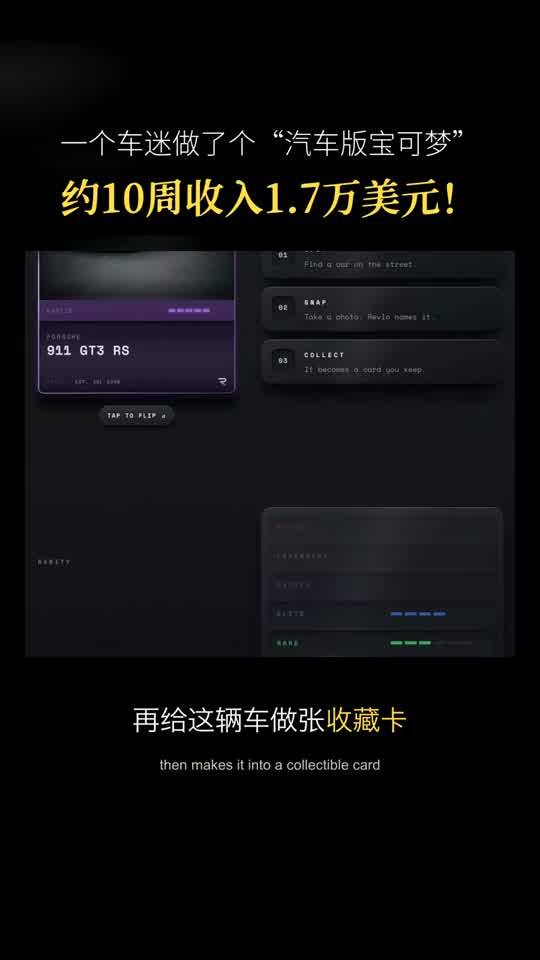 一个车迷做了个“汽车版宝可梦”
约10周收入1.7万美元！
01
Find a car on the street.
02
SNAP
Take a photo. Revlo names it.
03
COLLECT
It becomes a card you keep.
PORSCHE
911 GT3 RS
TAP TO FLIP
RARITY
LEGENDARY
ELITE
RARE
再给这辆车做张收藏卡
then makes it into a collectible card